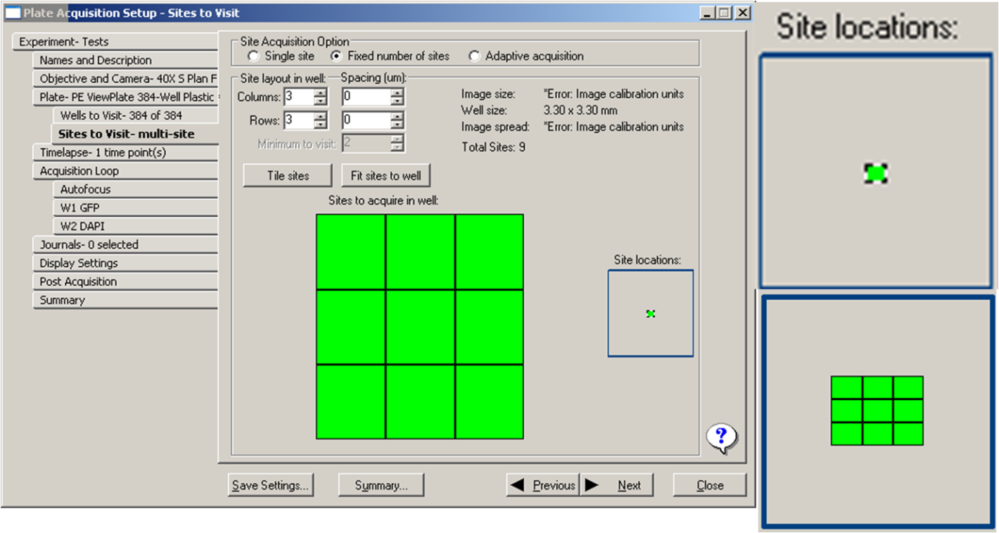 Plate Acquisition Setup - Sites to Visit
Experiment- Tests
Names and Description
Objective and Camera- 40X S Plan F
Plate- PE ViewPlate 384-Well Plastic
Wells to Visit- 384 of 384
Sites to Visit- multi-site
Timelapse- 1 time point(s)
Acquisition Loop
Autofocus
W1 GFP
W2 DAPI
Journals- 0 selected
Display Settings
Post Acquisition
Summary
Site Acquisition Option
Single site Fixed number of sites Adaptive acquisition
Site layout in well: Spacing (um):
Columns: 3 0
Rows: 3 0
Minimum to visit: 2
Image size: *Error: Image calibration units
Well size: 3.30 x 3.30 mm
Image spread: *Error: Image calibration units
Total Sites: 9
Tile sites Fit sites to well
Sites to acquire in well:
Site locations:
?
Save Settings... Summary... Previous Next Close
Site locations: